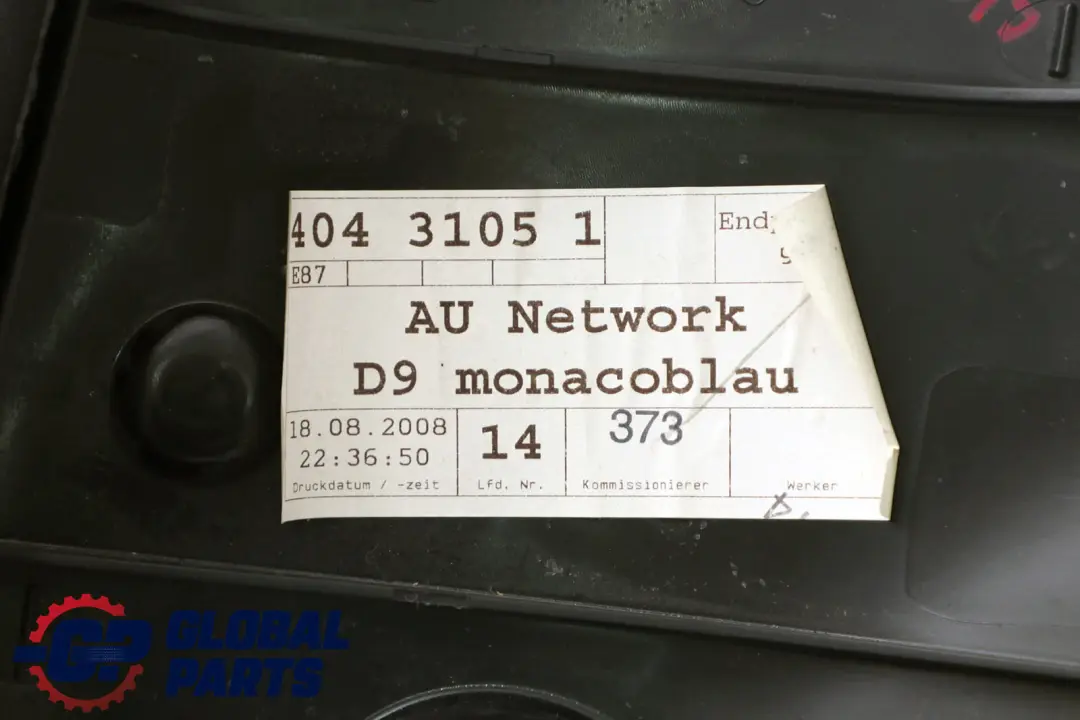 404 3105 1
E87
AU Network
D9 monacoblau
18.08.2008
22:36:50
Druckdatum / -zeit
14
Lfd. Nr.
373
Kommissionierer
Werker
GP GLOBAL
PARTS